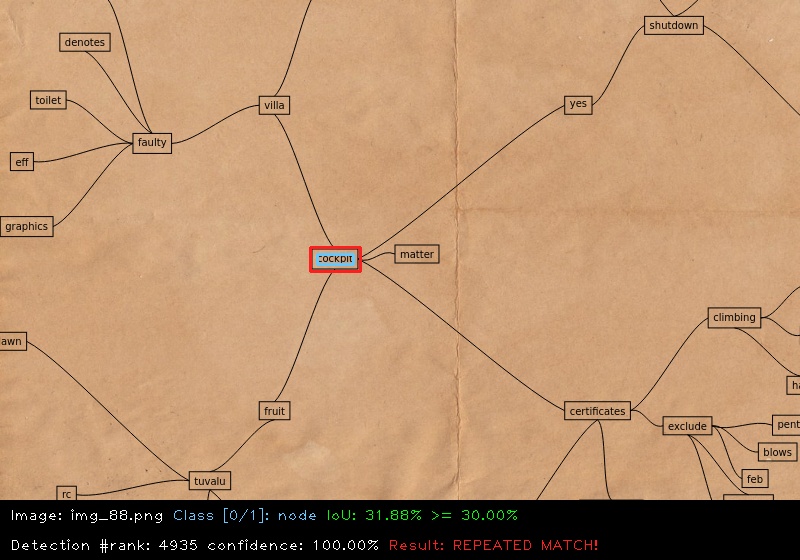 shutdown
denotes
toilet
villa
yes
faulty
eff
graphics
matter
cockpit
climbing
awn
ha
fruit
certificates
pent
exclude
blows
tuvalu
feb
rc
Image: img_88.png Class [0/1]: node IoU: 31.88% >= 30.00%
Detection #rank: 4935 confidence: 100.00% Result: REPEATED MATCH!